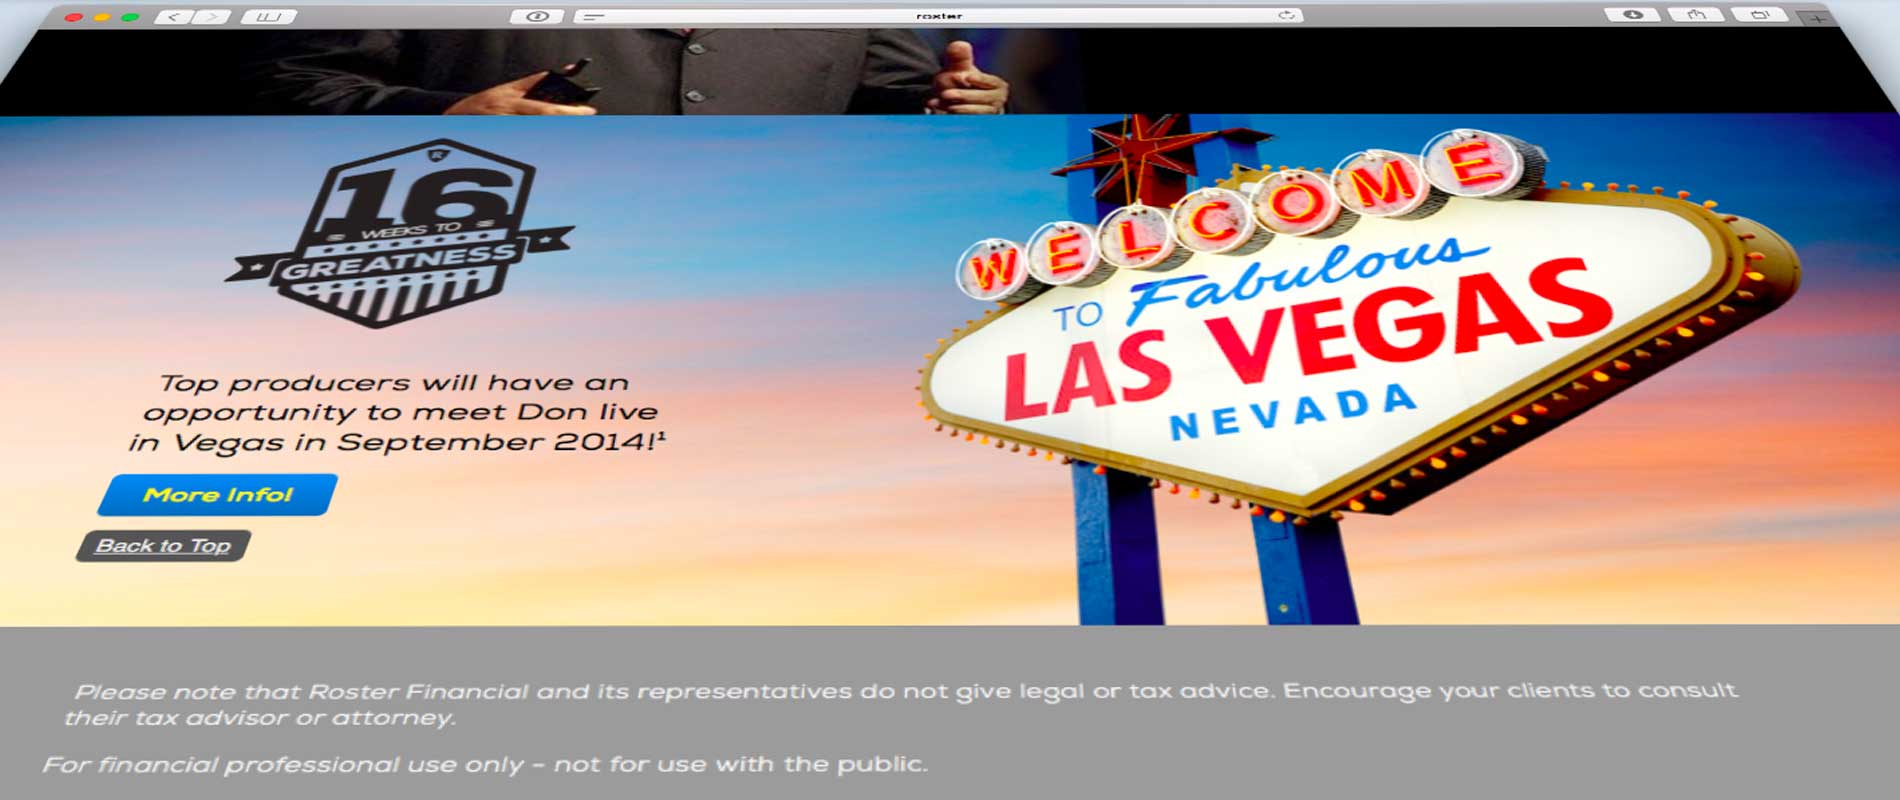 roxter
WELCOME
TO Fabulous
LAS VEGAS
NEVADA
R
16
WEEKS TO
GREATNESS
Top producers will have an
opportunity to meet Don live
in Vegas in September 2014!¹
More Info!
Back to Top
Please note that Roster Financial and its representatives do not give legal or tax advice. Encourage your clients to consult
their tax advisor or attorney.
For financial professional use only - not for use with the public.